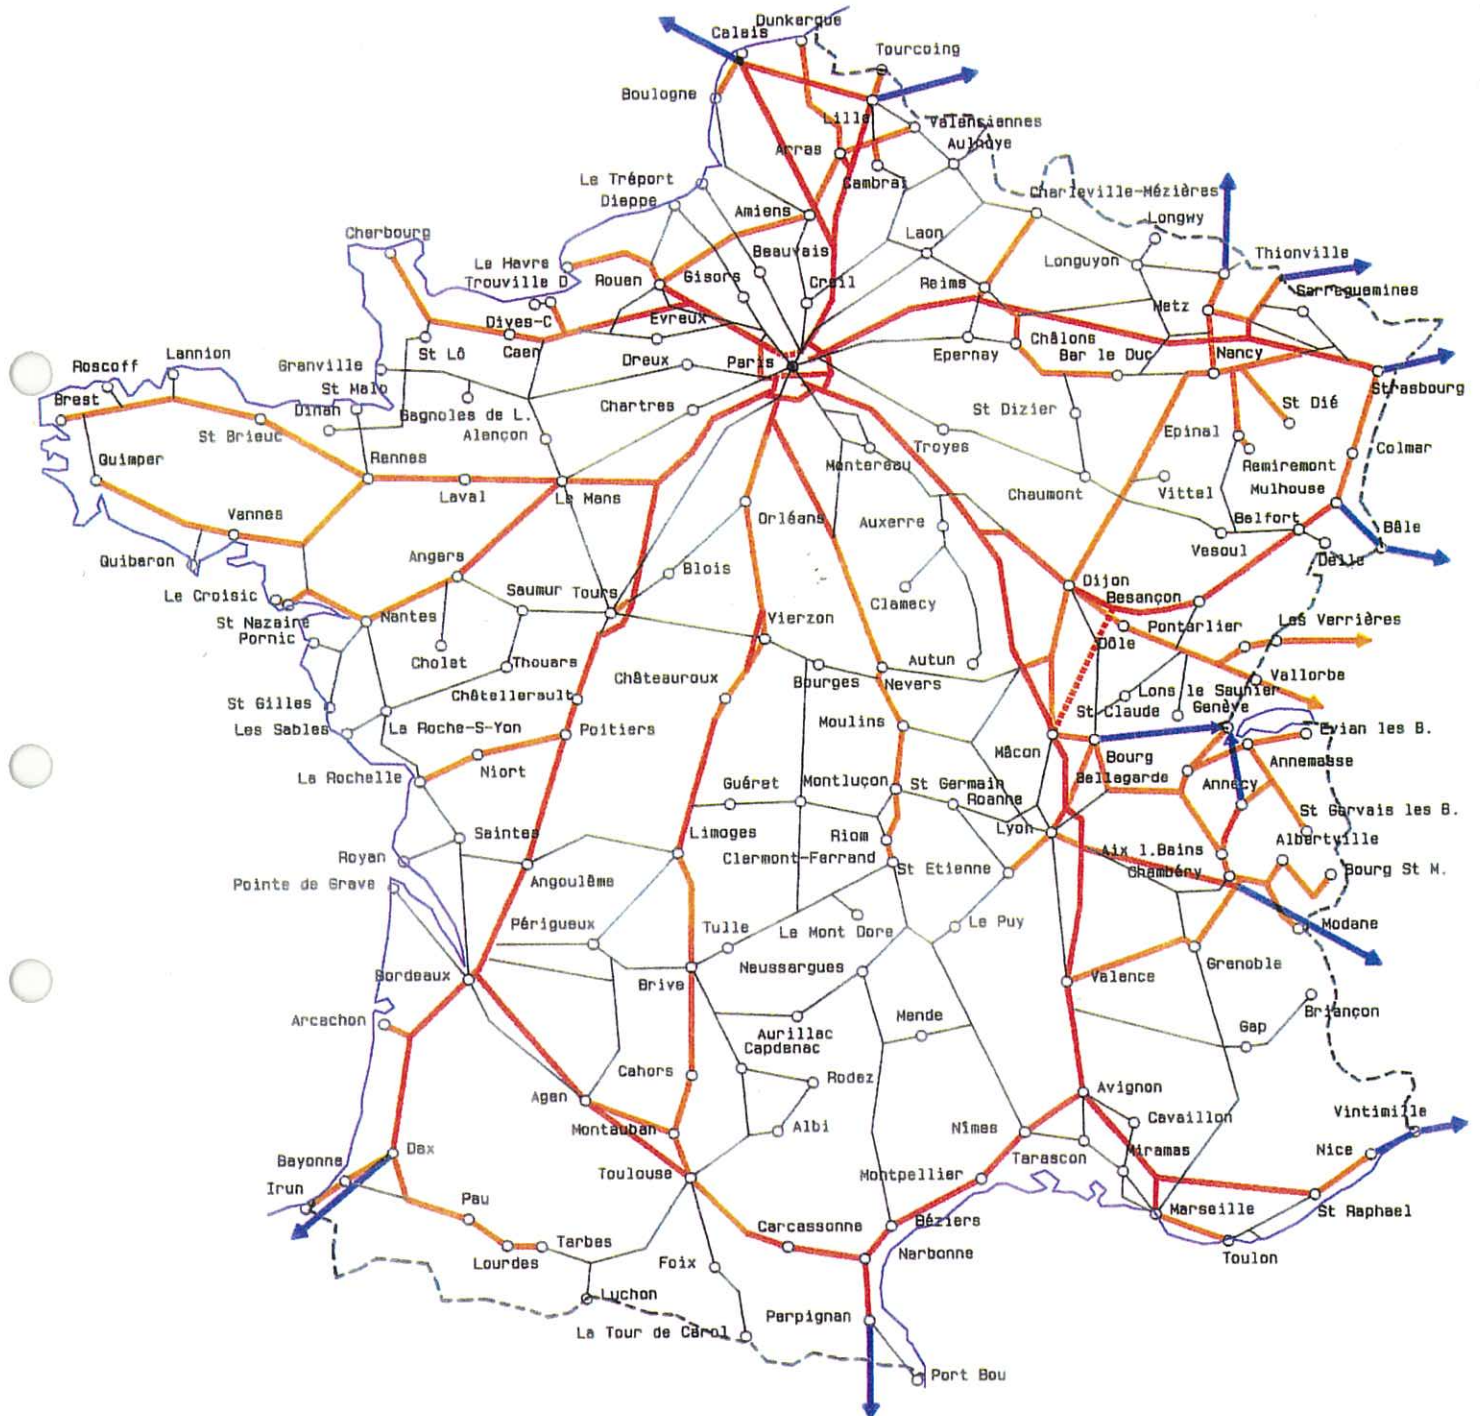 Dunkerque
Calais
Tourcoing
Boulogne
Lille
Valenciennes
Arras
Aulnoye
Cambrai
Le Tréport
Charleville-Mézières
Dieppe
Amiens
Longwy
Cherbourg
Laon
Beauvais
Thionville
Le Havre
Longuyon
Trouville D
Rouen
Gisors
Creil
Reims
Sarreguemines
Metz
Dives-C
Evreux
Caen
St Lô
Châlons
Epernay
Bar le Duc
Nancy
Lannion
Granville
Dreux
Paris
Roscoff
Strasbourg
Brest
St Malo
Dinan
Bagnoles de L.
Chartres
St Dizier
St Dié
St Brieuc
Alençon
Epinal
Troyes
Colmar
Quimper
Rennes
Montereau
Remiremont
Laval
Le Mans
Chaumont
Vittel
Mulhouse
Vannes
Orléans
Auxerre
Belfort
Bâle
Quiberon
Angers
Vesoul
Delle
Blois
Dijon
Le Croisic
Saumur
Tours
Clamecy
Besançon
St Nazaire
Nantes
Vierzon
Pontarlier
Les Verrières
Pornic
Dôle
Cholet
Thouars
Châteauroux
Bourges
Autun
Nevers
Vallorbe
St Gilles
Châtellerault
Lons le Saunier
St Claude
Genève
Les Sables
La Roche-S-Yon
Poitiers
Moulins
Evian les B.
Mâcon
Bourg
Annemasse
La Rochelle
Niort
Guéret
Montluçon
St Germain
Bellegarde
Annecy
Roanne
St Gervais les B.
Saintes
Limoges
Riom
Lyon
Albertville
Royan
Clermont-Ferrand
Aix l.Bains
Chambéry
Bourg St M.
Pointe de Grave
Angoulême
St Etienne
Périgueux
Tulle
Le Mont Dore
Le Puy
Modane
Bordeaux
Brive
Neussargues
Valence
Grenoble
Arcachon
Aurillac
Mende
Gap
Briançon
Capdenac
Cahors
Rodez
Agen
Avignon
Montauban
Albi
Nîmes
Cavaillon
Vintimille
Dax
Tarascon
Miramas
Nice
Bayonne
Toulouse
Montpellier
Irun
Pau
Marseille
St Raphael
Carcassonne
Béziers
Tarbes
Narbonne
Toulon
Lourdes
Foix
Luchon
Perpignan
La Tour de Carol
Port Bou